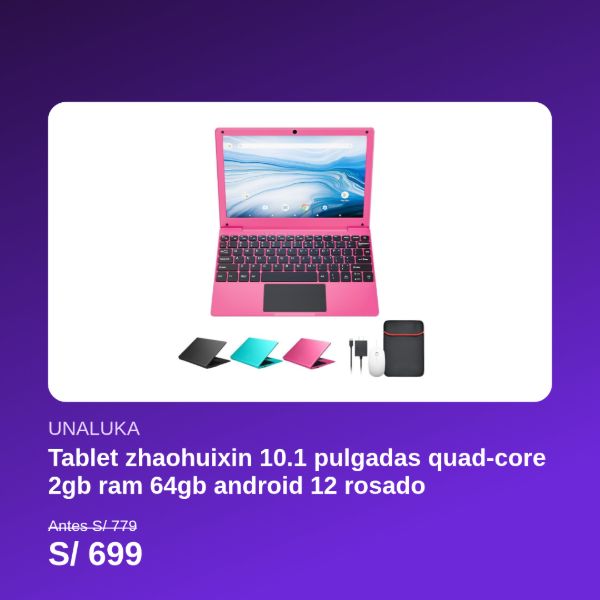 UNALUKA
Tablet zhaohuixin 10.1 pulgadas quad-core
2gb ram 64gb android 12 rosado
Antes S/ 779
S/ 699